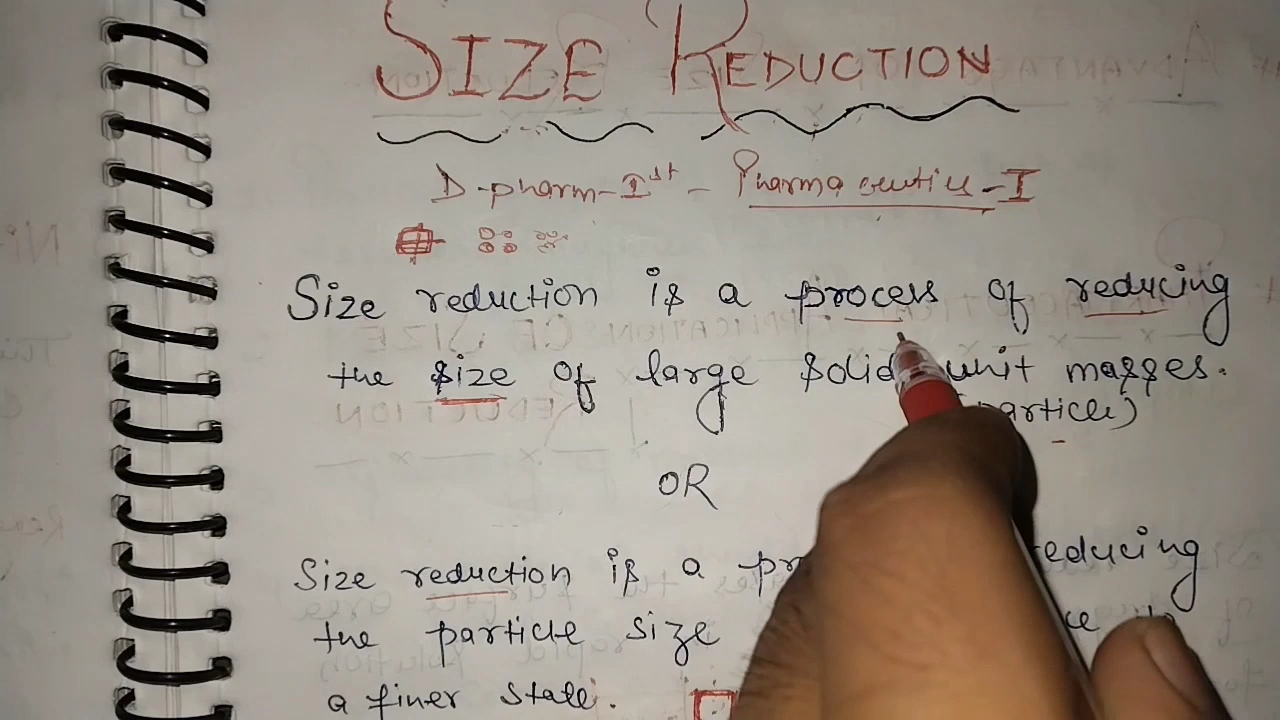 SIZE REDUCTION
D-pharm-Ist - Pharmaceutics-I
Size reduction is a process of reducing
the size of large solid unit masses.
particle)
OR
Size reduction is a reducing
the particle size
a finer state.